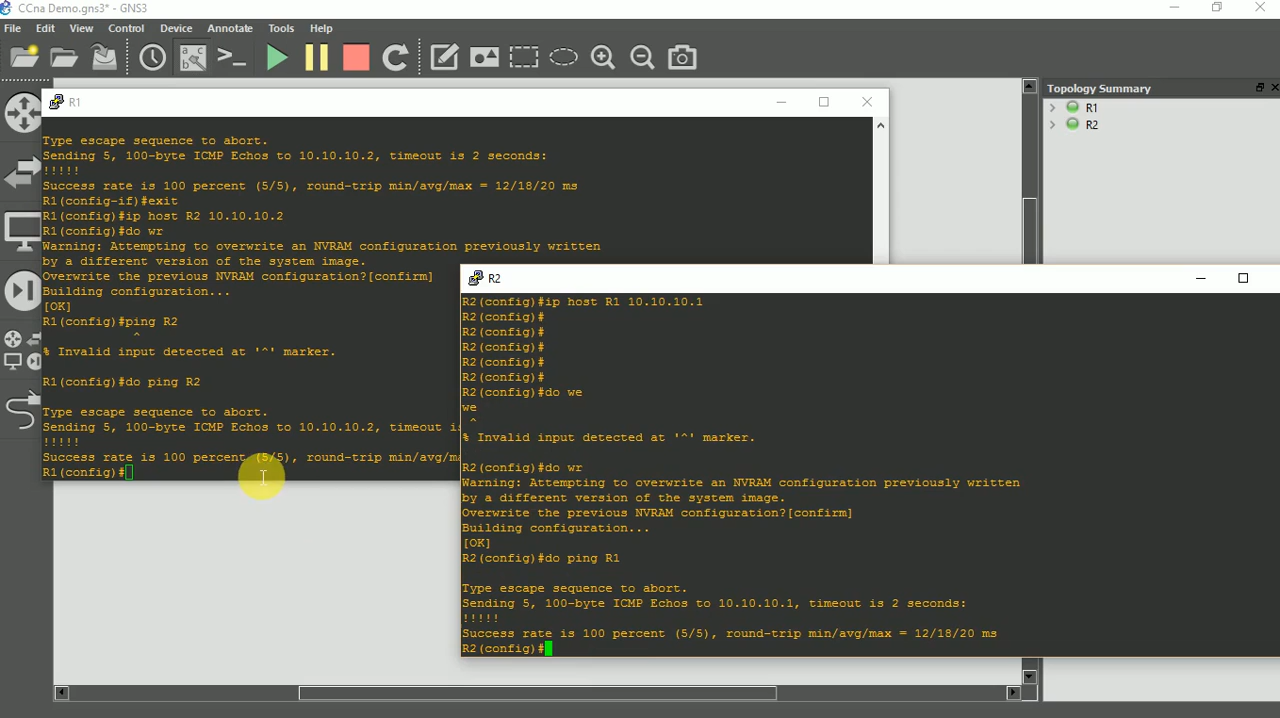 CCna Demo.gns3* - GNS3
File Edit View Control Device Annotate Tools Help
Topology Summary
R1
R2
R1
Type escape sequence to abort.
Sending 5, 100-byte ICMP Echos to 10.10.10.2, timeout is 2 seconds:
!!!!!
Success rate is 100 percent (5/5), round-trip min/avg/max = 12/18/20 ms
R1(config-if)#exit
R1(config)#ip host R2 10.10.10.2
R1(config)#do wr
Warning: Attempting to overwrite an NVRAM configuration previously written
by a different version of the system image.
Overwrite the previous NVRAM configuration?[confirm]
Building configuration...
[OK]
R1(config)#ping R2
^
% Invalid input detected at '^' marker.
R1(config)#do ping R2
Type escape sequence to abort.
Sending 5, 100-byte ICMP Echos to 10.10.10.2, timeout i
!!!!!
Success rate is 100 percent (5/5), round-trip min/avg/m
R1(config)#
R2
R2(config)#ip host R1 10.10.10.1
R2(config)#
R2(config)#
R2(config)#
R2(config)#
R2(config)#
R2(config)#do we
we
^
% Invalid input detected at '^' marker.
R2(config)#do wr
Warning: Attempting to overwrite an NVRAM configuration previously written
by a different version of the system image.
Overwrite the previous NVRAM configuration?[confirm]
Building configuration...
[OK]
R2(config)#do ping R1
Type escape sequence to abort.
Sending 5, 100-byte ICMP Echos to 10.10.10.1, timeout is 2 seconds:
!!!!!
Success rate is 100 percent (5/5), round-trip min/avg/max = 12/18/20 ms
R2(config)#